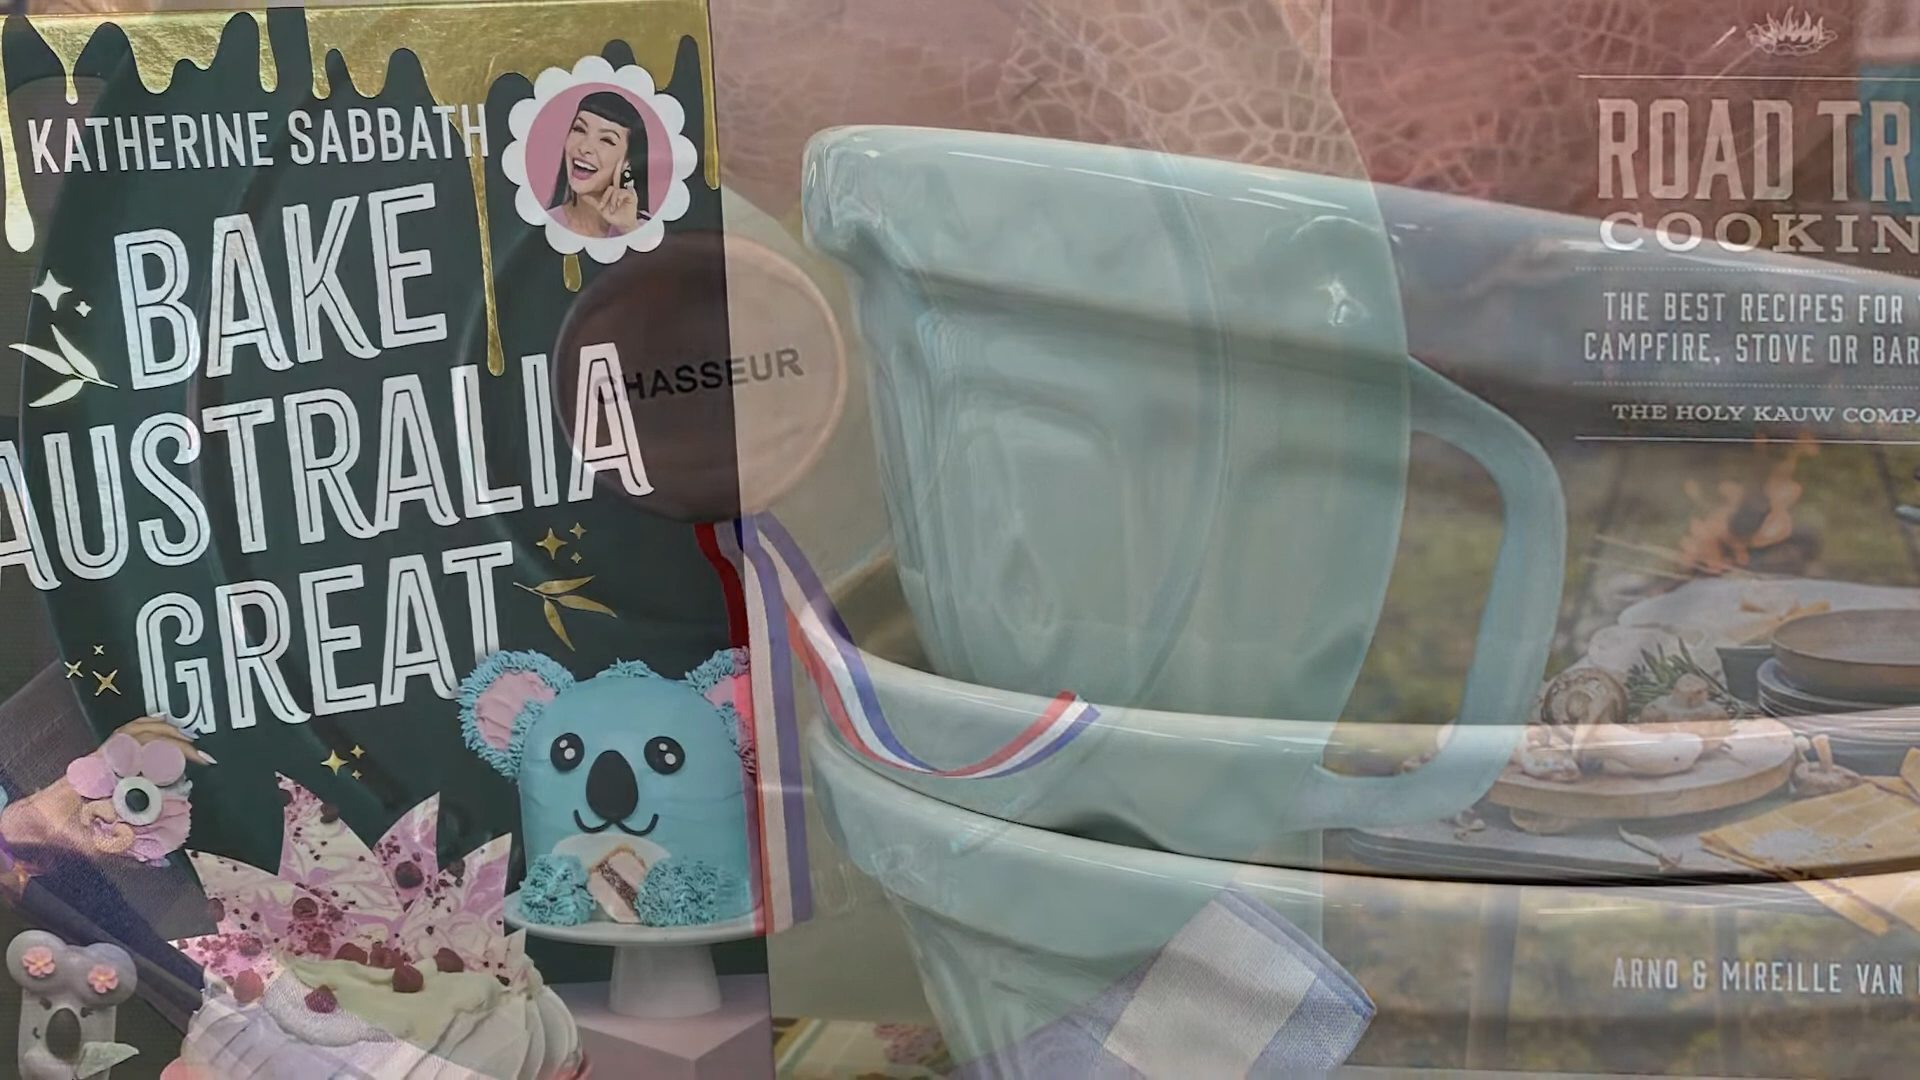 KATHERINE SABBATH
BAKE
AUSTRALIA
GREAT
CHASSEUR
ROAD TR
COOKIN
THE BEST RECIPES FOR
CAMPFIRE, STOVE OR BAR
THE HOLY KAUW COMPA
ARNO & MIREILLE VAN